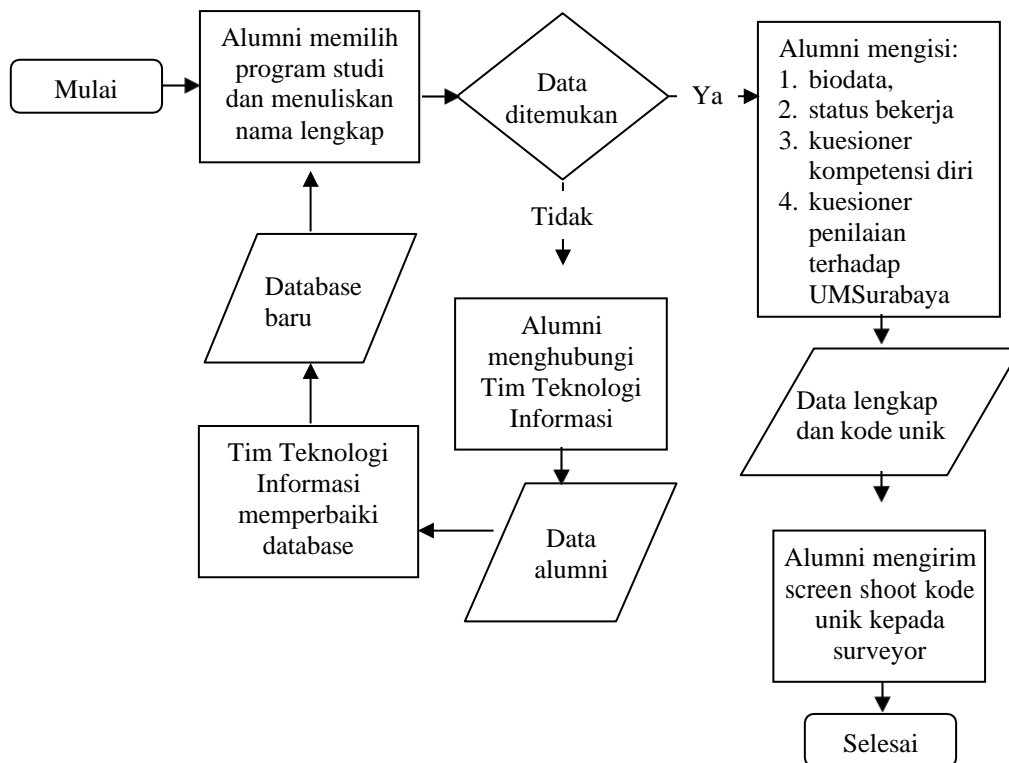 Mulai
Alumni memilih
program studi
dan menuliskan
nama lengkap
Data
ditemukan
Ya
Alumni mengisi:
1. biodata,
2. status bekerja
3. kuesioner
kompetensi diri
4. kuesioner
penilaian
terhadap
UMSurabaya
Tidak
Database
baru
Alumni
menghubungi
Tim Teknologi
Informasi
Data lengkap
dan kode unik
Tim Teknologi
Informasi
memperbaiki
database
Data
alumni
Alumni mengirim
screen shoot kode
unik kepada
surveyor
Selesai